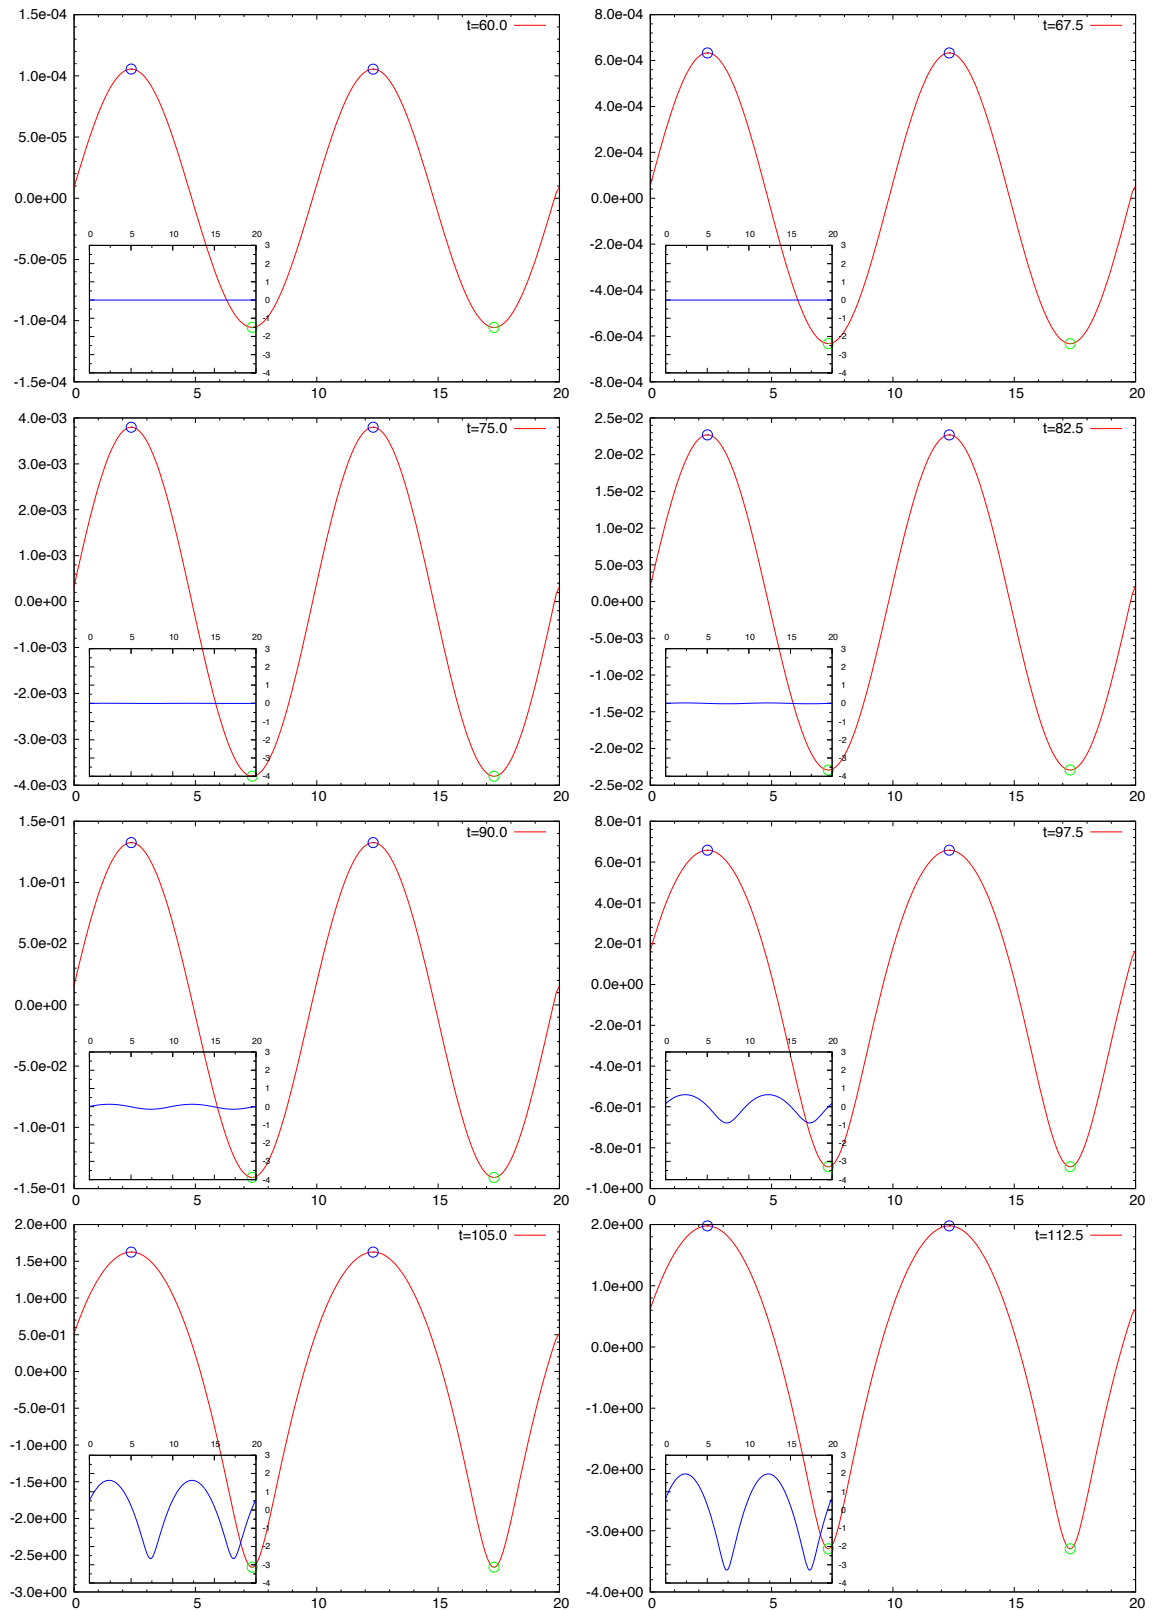 1.5e-04
t=60.0
1.0e-04
5.0e-05
0.0e+00
-5.0e-05
-1.0e-04
-1.5e-04
0 5 10 15 20
3
2
1
0
-1
-2
-3
-4
0 5 10 15 20
8.0e-04
t=67.5
6.0e-04
4.0e-04
2.0e-04
0.0e+00
-2.0e-04
-4.0e-04
-6.0e-04
-8.0e-04
0 5 10 15 20
3
2
1
0
-1
-2
-3
-4
0 5 10 15 20
4.0e-03
t=75.0
3.0e-03
2.0e-03
1.0e-03
0.0e+00
-1.0e-03
-2.0e-03
-3.0e-03
-4.0e-03
0 5 10 15 20
3
2
1
0
-1
-2
-3
-4
0 5 10 15 20
2.5e-02
t=82.5
2.0e-02
1.5e-02
1.0e-02
5.0e-03
0.0e+00
-5.0e-03
-1.0e-02
-1.5e-02
-2.0e-02
-2.5e-02
0 5 10 15 20
3
2
1
0
-1
-2
-3
-4
0 5 10 15 20
1.5e-01
t=90.0
1.0e-01
5.0e-02
0.0e+00
-5.0e-02
-1.0e-01
-1.5e-01
0 5 10 15 20
3
2
1
0
-1
-2
-3
-4
0 5 10 15 20
8.0e-01
t=97.5
6.0e-01
4.0e-01
2.0e-01
0.0e+00
-2.0e-01
-4.0e-01
-6.0e-01
-8.0e-01
-1.0e+00
0 5 10 15 20
3
2
1
0
-1
-2
-3
-4
0 5 10 15 20
2.0e+00
t=105.0
1.5e+00
1.0e+00
5.0e-01
0.0e+00
-5.0e-01
-1.0e+00
-1.5e+00
-2.0e+00
-2.5e+00
-3.0e+00
0 5 10 15 20
3
2
1
0
-1
-2
-3
-4
0 5 10 15 20
2.0e+00
t=112.5
1.0e+00
0.0e+00
-1.0e+00
-2.0e+00
-3.0e+00
-4.0e+00
0 5 10 15 20
3
2
1
0
-1
-2
-3
-4
0 5 10 15 20